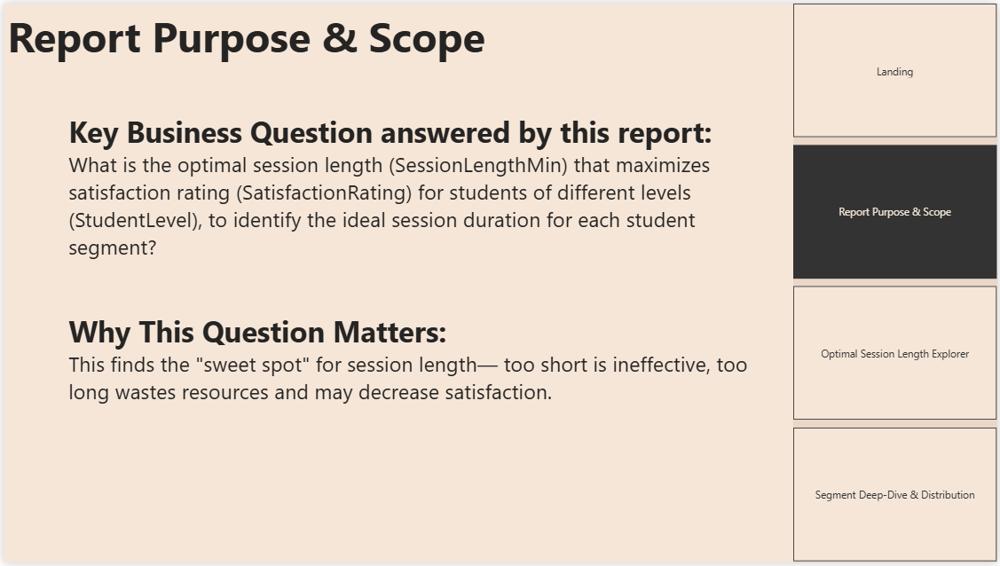 Report Purpose & Scope
Key Business Question answered by this report:
What is the optimal session length (SessionLengthMin) that maximizes
satisfaction rating (SatisfactionRating) for students of different levels
(StudentLevel), to identify the ideal session duration for each student
segment?
Why This Question Matters:
This finds the "sweet spot" for session length— too short is ineffective, too
long wastes resources and may decrease satisfaction.
Landing
Report Purpose & Scope
Optimal Session Length Explorer
Segment Deep-Dive & Distribution